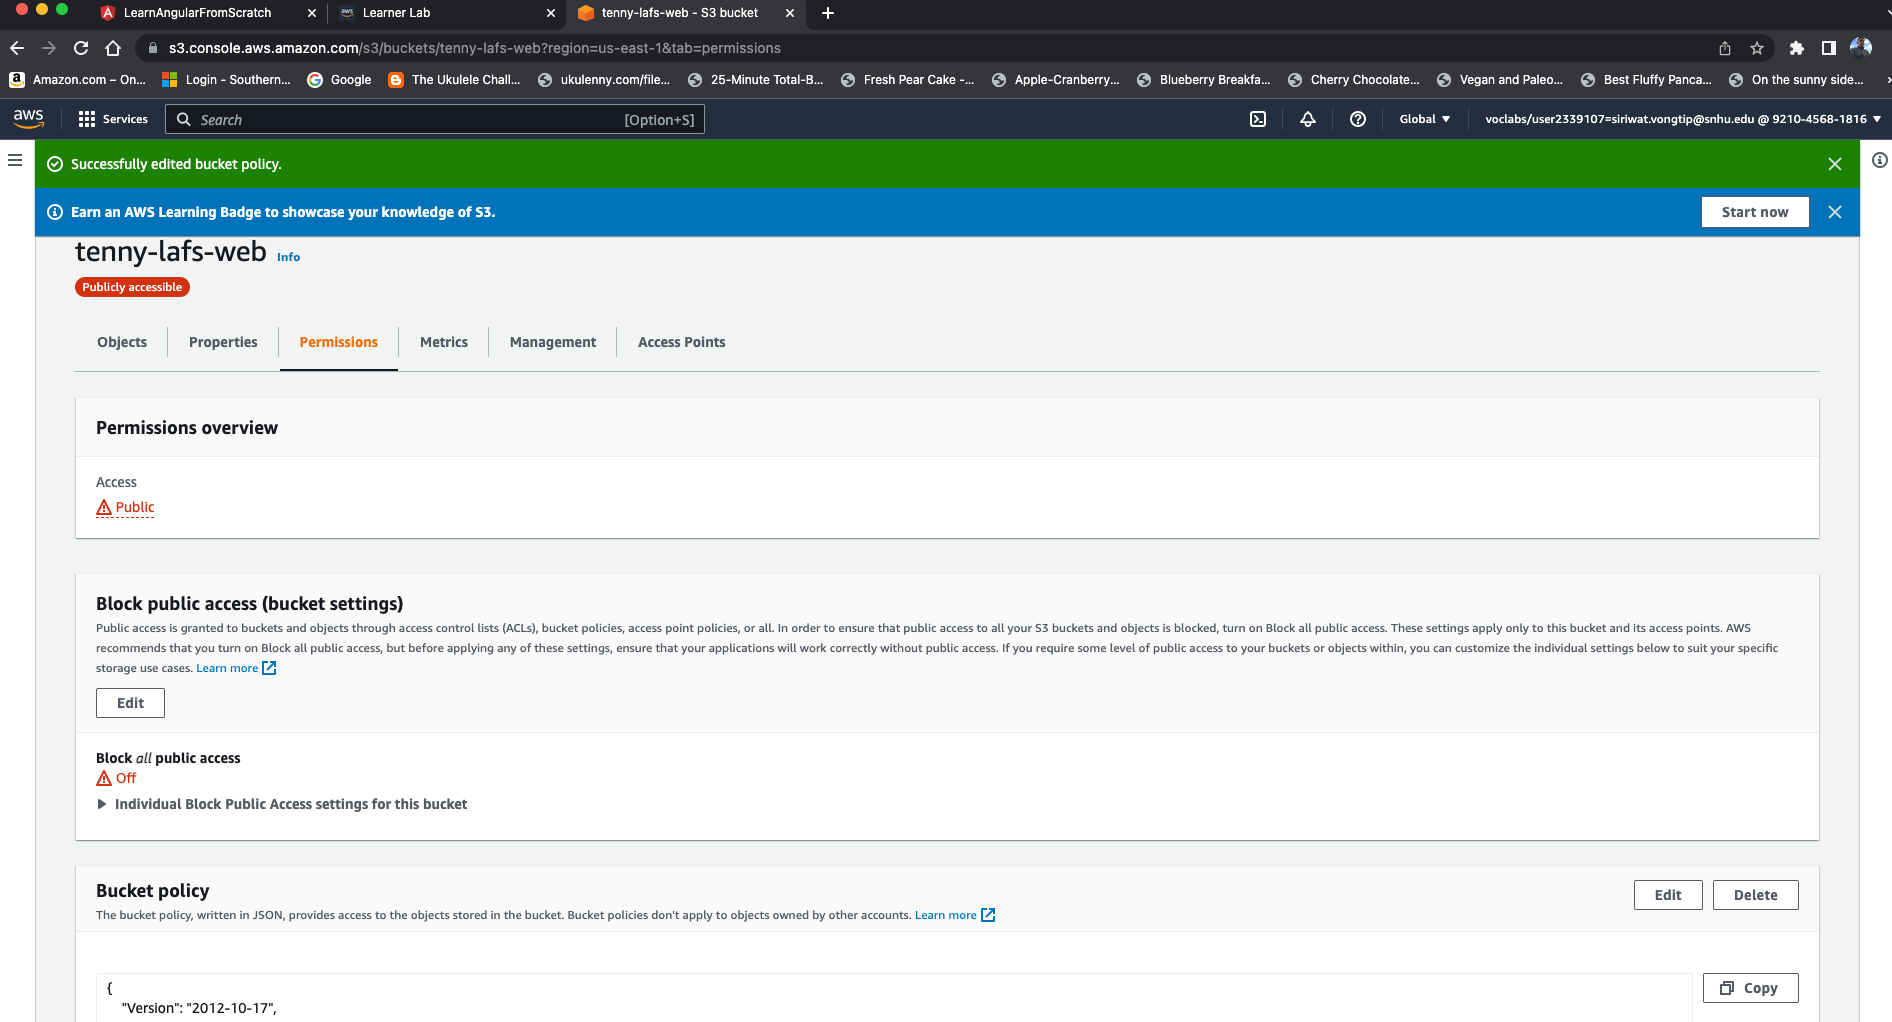 LearnAngularFromScratch
Learner Lab
tenny-lafs-web - S3 bucket
s3.console.aws.amazon.com/s3/buckets/tenny-lafs-web?region=us-east-1&tab=permissions
Amazon.com – On... Login - Southern... Google The Ukulele Chall... ukulenny.com/file... 25-Minute Total-B... Fresh Pear Cake -... Apple-Cranberry... Blueberry Breakfa... Cherry Chocolate... Vegan and Paleo... Best Fluffy Panca... On the sunny side...
aws Services Search [Option+S] Global voclabs/user2339107=siriwat.vongtip@snhu.edu @ 9210-4568-1816
Successfully edited bucket policy.
Earn an AWS Learning Badge to showcase your knowledge of S3. Start now
tenny-lafs-web Info
Publicly accessible
Objects Properties Permissions Metrics Management Access Points
Permissions overview
Access
Public
Block public access (bucket settings)
Public access is granted to buckets and objects through access control lists (ACLs), bucket policies, access point policies, or all. In order to ensure that public access to all your S3 buckets and objects is blocked, turn on Block all public access. These settings apply only to this bucket and its access points. AWS
recommends that you turn on Block all public access, but before applying any of these settings, ensure that your applications will work correctly without public access. If you require some level of public access to your buckets or objects within, you can customize the individual settings below to suit your specific
storage use cases. Learn more
Edit
Block all public access
Off
Individual Block Public Access settings for this bucket
Bucket policy
Edit Delete
The bucket policy, written in JSON, provides access to the objects stored in the bucket. Bucket policies don't apply to objects owned by other accounts. Learn more
Copy
{
"Version": "2012-10-17",